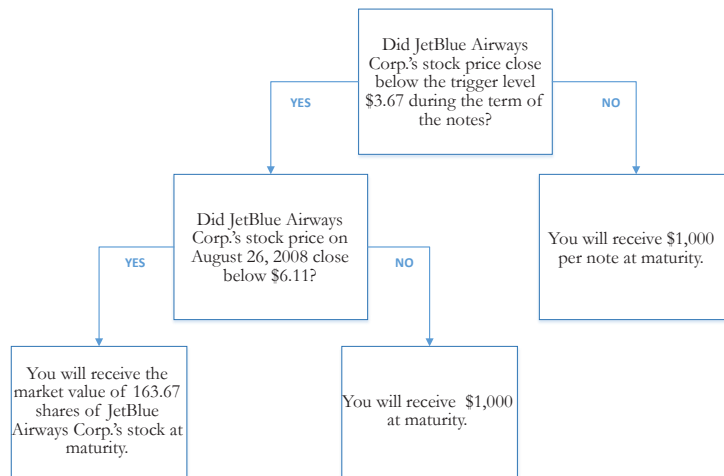 Did JetBlue Airways
Corp.'s stock price close
below the trigger level
$3.67 during the term of
the notes?
YES
NO
Did JetBlue Airways
Corp.'s stock price on
August 26, 2008 close
below $6.11?
You will receive $1,000
per note at maturity.
YES
NO
You will receive the
market value of 163.67
shares of JetBlue
Airways Corp.'s stock at
maturity.
You will receive $1,000
at maturity.